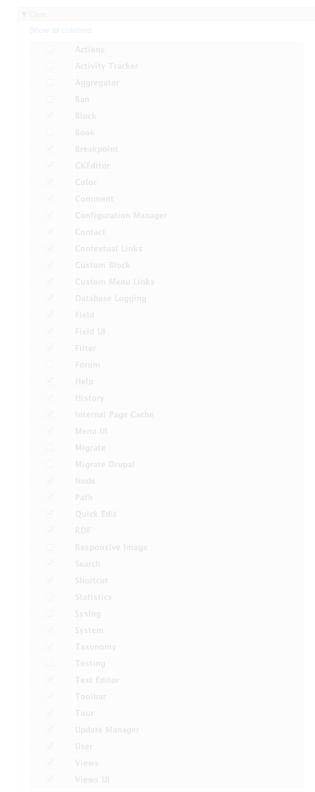 Core
Show all columns
Actions
Activity Tracker
Aggregator
Ban
Block
Book
Breakpoint
CKEditor
Color
Comment
Configuration Manager
Contact
Contextual Links
Custom Block
Custom Menu Links
Database Logging
Field
Field UI
Filter
Forum
Help
History
Internal Page Cache
Menu UI
Migrate
Migrate Drupal
Node
Path
Quick Edit
RDF
Responsive Image
Search
Shortcut
Statistics
Syslog
System
Taxonomy
Testing
Text Editor
Toolbar
Tour
Update Manager
User
Views
Views UI